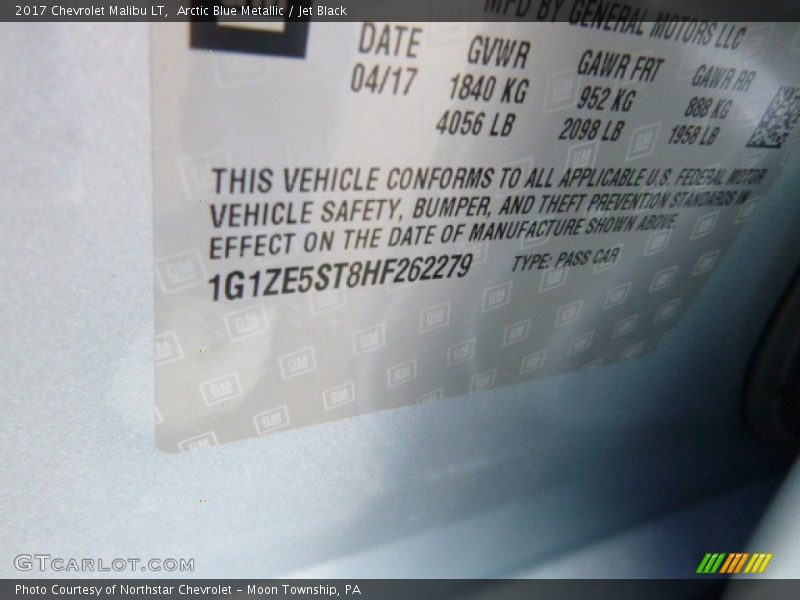 2017 Chevrolet Malibu LT, Arctic Blue Metallic / Jet Black
MFD BY GENERAL MOTORS LLC
DATE GVWR GAWR FRT GAWR RR
04/17 1840 KG 952 KG 888 KG
4056 LB 2098 LB 1958 LB
THIS VEHICLE CONFORMS TO ALL APPLICABLE U.S. FEDERAL MOTOR
VEHICLE SAFETY, BUMPER, AND THEFT PREVENTION STANDARDS IN
EFFECT ON THE DATE OF MANUFACTURE SHOWN ABOVE.
1G1ZE5ST8HF262279 TYPE: PASS CAR
GTCARLOT.COM
Photo Courtesy of Northstar Chevrolet - Moon Township, PA